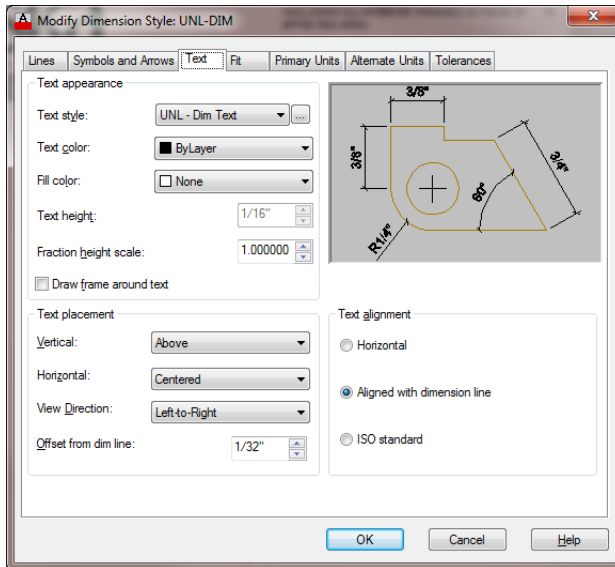 Modify Dimension Style: UNL-DIM
Lines Symbols and Arrows Text Fit Primary Units Alternate Units Tolerances
Text appearance
Text style: UNL - Dim Text ...
Text color: ByLayer
Fill color: None
Text height: 1/16"
Fraction height scale: 1.000000
Draw frame around text
3/8"
3/8"
3/4"
60°
R1/4"
Text placement
Vertical: Above
Horizontal: Centered
View Direction: Left-to-Right
Offset from dim line: 1/32"
Text alignment
Horizontal
Aligned with dimension line
ISO standard
OK Cancel Help